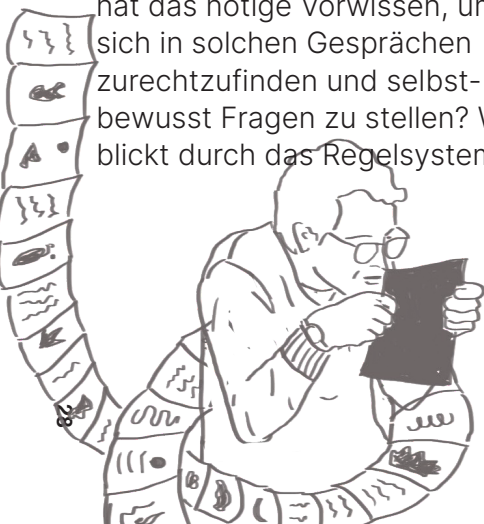 hat das nötige Vorwissen, u
sich in solchen Gesprächen
zurechtzufinden und selbst-
bewusst Fragen zu stellen?
blickt durch das Regelsystem
28